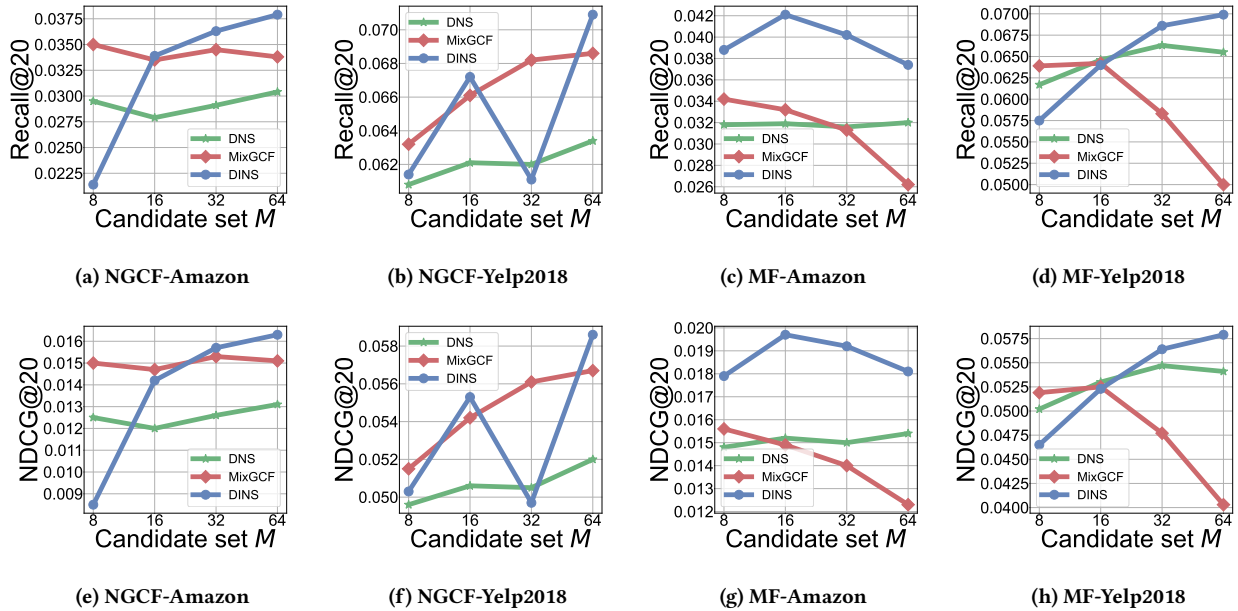 Recall@20
0.0375
0.0350
0.0325
0.0300
0.0275
0.0250
0.0225
DNS
MixGCF
DINS
8 16 32 64
Candidate set M
(a) NGCF-Amazon
Recall@20
0.070
0.068
0.066
0.064
0.062
DNS
MixGCF
DINS
8 16 32 64
Candidate set M
(b) NGCF-Yelp2018
Recall@20
0.042
0.040
0.038
0.036
0.034
0.032
0.030
0.028
0.026
DNS
MixGCF
DINS
8 16 32 64
Candidate set M
(c) MF-Amazon
Recall@20
0.0700
0.0675
0.0650
0.0625
0.0600
0.0575
0.0550
0.0525
0.0500
DNS
MixGCF
DINS
8 16 32 64
Candidate set M
(d) MF-Yelp2018
NDCG@20
0.016
0.015
0.014
0.013
0.012
0.011
0.010
0.009
DNS
MixGCF
DINS
8 16 32 64
Candidate set M
(e) NGCF-Amazon
NDCG@20
0.058
0.056
0.054
0.052
0.050
DNS
MixGCF
DINS
8 16 32 64
Candidate set M
(f) NGCF-Yelp2018
NDCG@20
0.020
0.019
0.018
0.017
0.016
0.015
0.014
0.013
0.012
DNS
MixGCF
DINS
8 16 32 64
Candidate set M
(g) MF-Amazon
NDCG@20
0.0575
0.0550
0.0525
0.0500
0.0475
0.0450
0.0425
0.0400
DNS
MixGCF
DINS
8 16 32 64
Candidate set M
(h) MF-Yelp2018